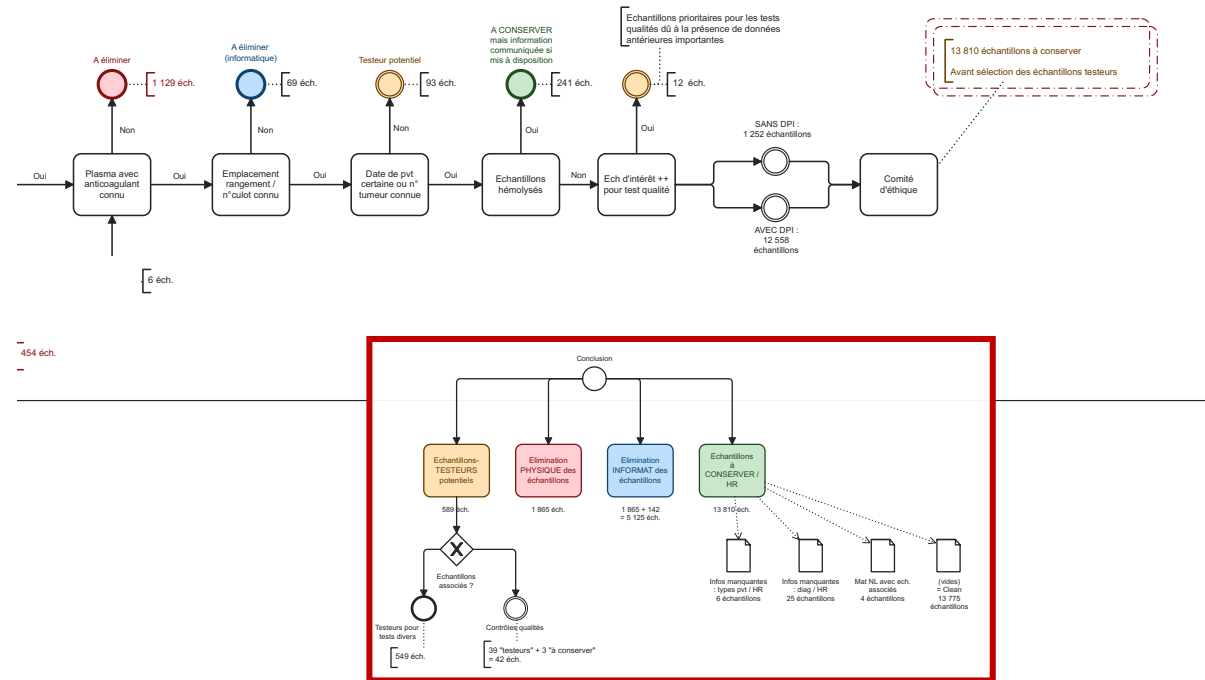 Echantillons prioritaires pour les tests
qualités dû à la présence de données
antérieures importantes
A éliminer
1 129 éch.
Non
A éliminer
(informatique)
69 éch.
Non
Testeur potentiel
93 éch.
Non
A CONSERVER
mais information
communiquée si
mis à disposition
241 éch.
Oui
12 éch.
Oui
13 810 échantillons à conserver
Avant sélection des échantillons testeurs
Oui
Plasma avec
anticoagulant
connu
Oui
Emplacement
rangement /
n°culot connu
Oui
Date de pvt
certaine ou n°
tumeur connue
Oui
Echantillons
hémolysés
Non
Ech d'intérêt ++
pour test qualité
SANS DPI :
1 252 échantillons
AVEC DPI :
12 558
échantillons
Comité
d'éthique
6 éch.
454 éch.
Conclusion
Echantillons-
TESTEURS
potentiels
589 éch.
Elimination
PHYSIQUE des
échantillons
1 865 éch.
Elimination
INFORMAT des
échantillons
1 865 + 142
= 5 125 éch.
Echantillons
à
CONSERVER /
HR
13 810 éch.
X
Echantillons
associés ?
Testeurs pour
tests divers
549 éch.
Contrôles qualités
39 "testeurs" + 3 "à conserver"
= 42 éch.
Infos manquantes
: types pvt / HR
6 échantillons
Infos manquantes
: diag / HR
25 échantillons
Mat NL avec ech.
associés
4 échantillons
(vides)
= Clean
13 775
échantillons